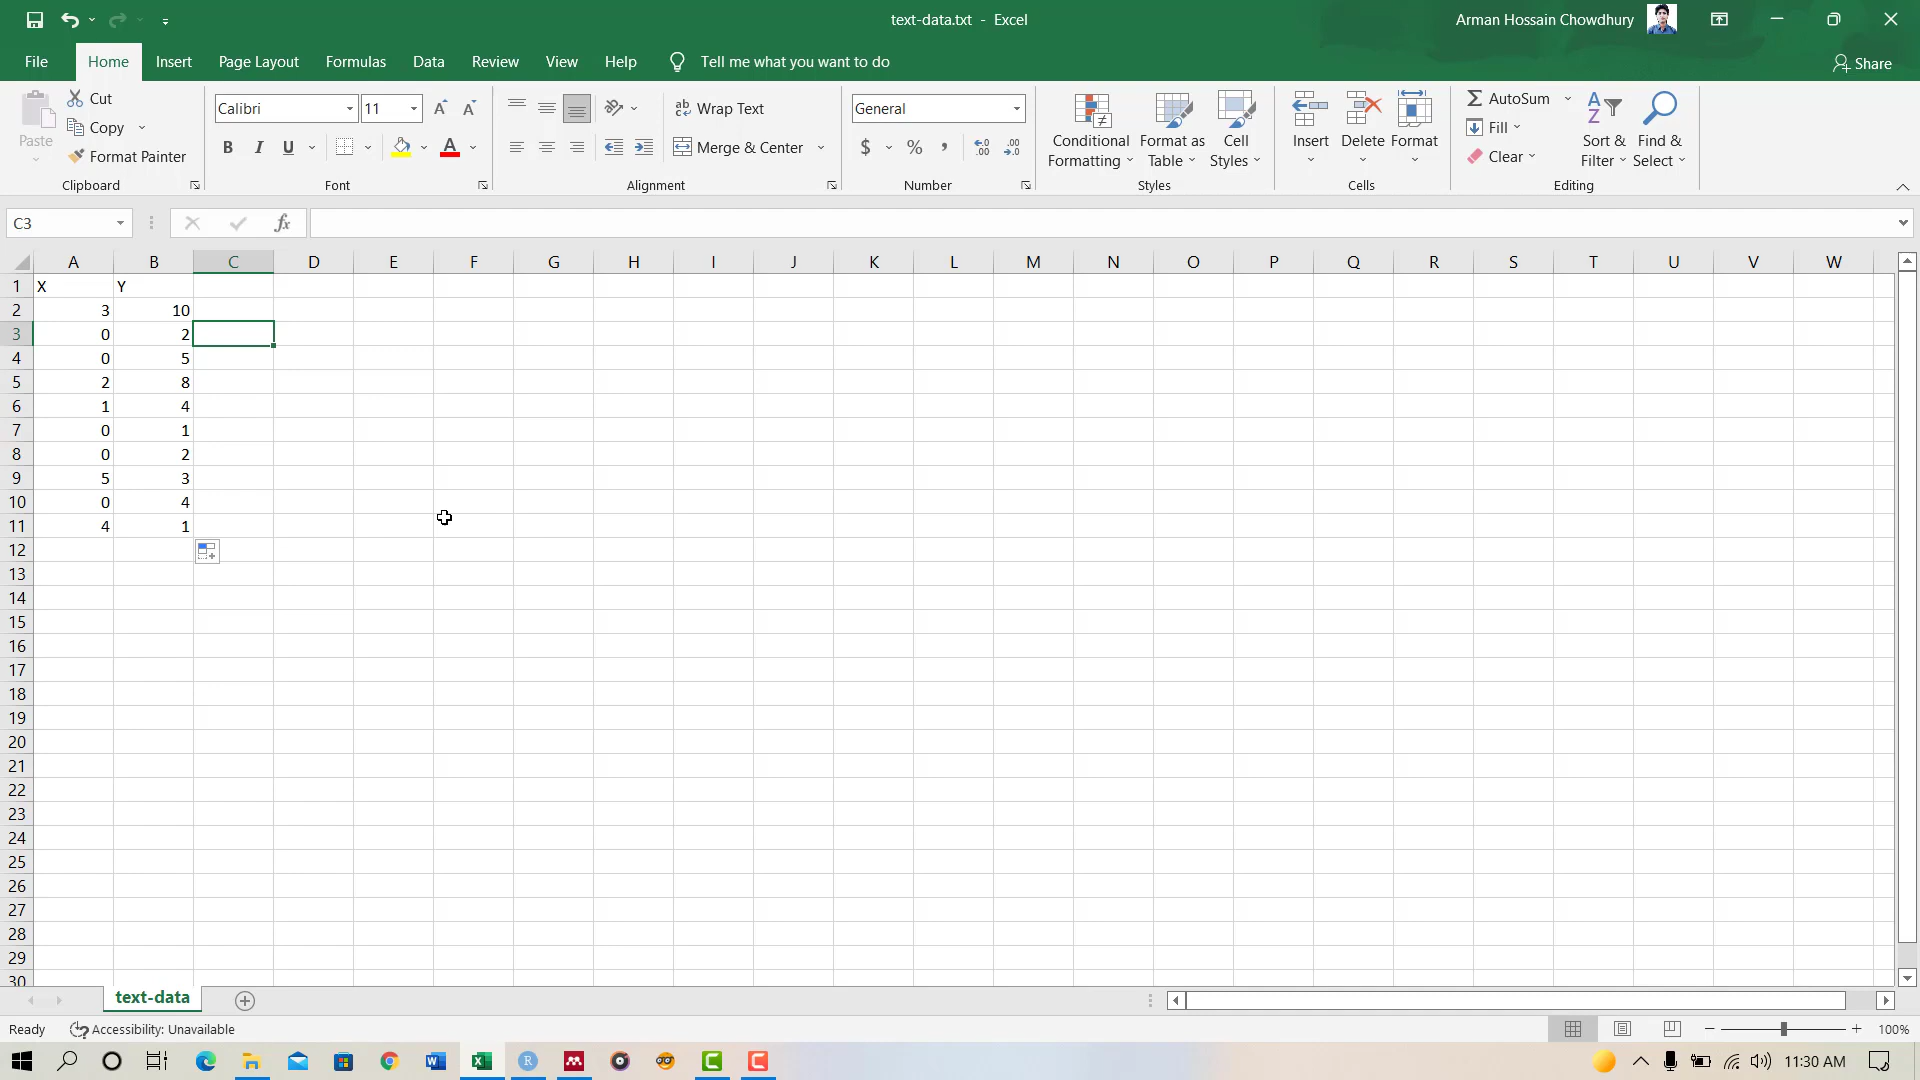 text-data.txt - Excel
Arman Hossain Chowdhury
File Home Insert Page Layout Formulas Data Review View Help Tell me what you want to do Share
Paste
Cut
Copy
Format Painter
Clipboard
Calibri 11
B I U
Font
Wrap Text
Merge & Center
Alignment
General
$ % ,
Number
Conditional Formatting
Format as Table
Cell Styles
Styles
Insert Delete Format
Cells
AutoSum
Fill
Clear
Sort & Filter
Find & Select
Editing
C3 fx
A B C D E F G H I J K L M N O P Q R S T U V W
1 X Y
2 3 10
3 0 2
4 0 5
5 2 8
6 1 4
7 0 1
8 0 2
9 5 3
10 0 4
11 4 1
12
13
14
15
16
17
18
19
20
21
22
23
24
25
26
27
28
29
30
text-data
Ready Accessibility: Unavailable 100%
11:30 AM